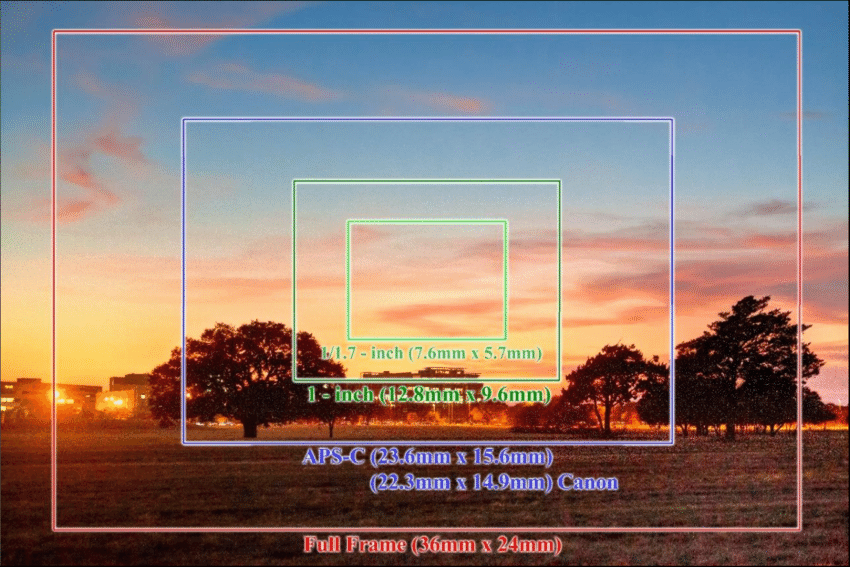 1/1.7 - inch (7.6mm x 5.7mm)
1 - inch (12.8mm x 9.6mm)
APS-C (23.6mm x 15.6mm)
(22.3mm x 14.9mm) Canon
Full Frame (36mm x 24mm)